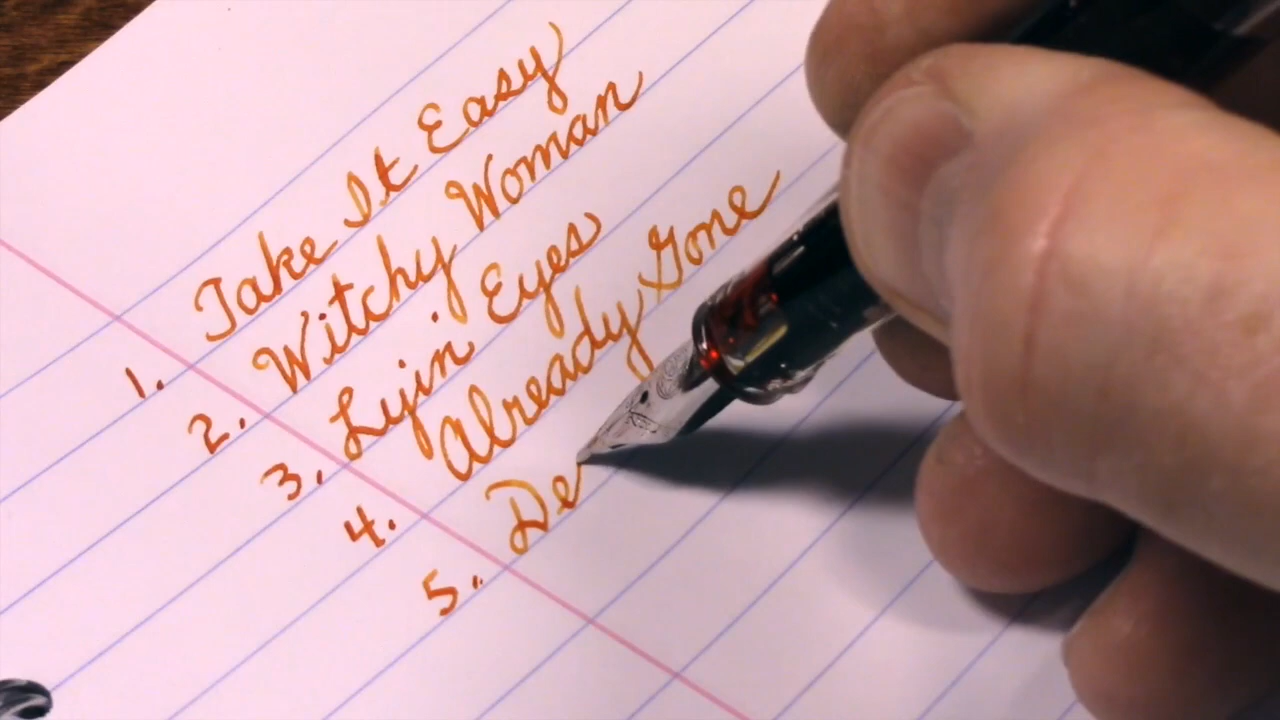 1. Take It Easy
2. Witchy Woman
3. Lyin Eyes
4. Already Gone
5. De